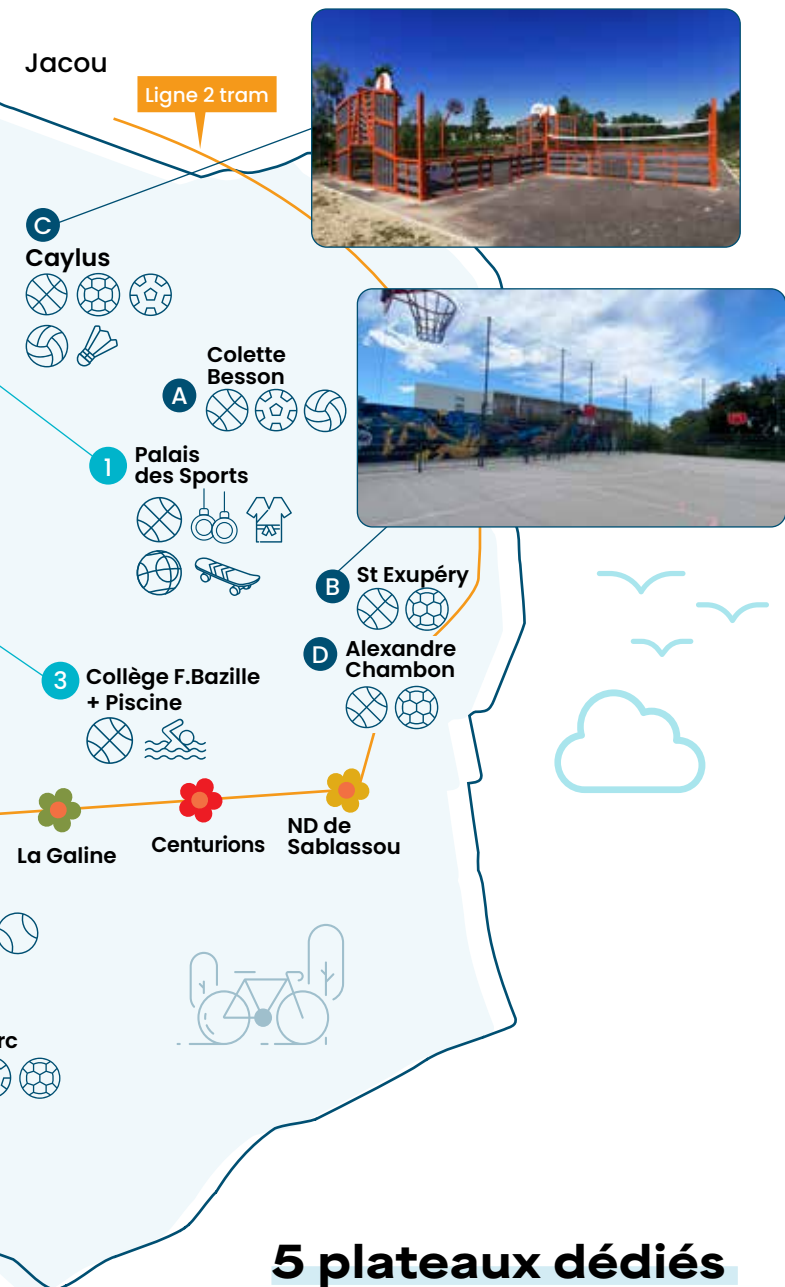 Jacou
Ligne 2 tram
C
Caylus
Colette
Besson
A
1
Palais
des Sports
B
St Exupéry
D
Alexandre
Chambon
3
Collège F.Bazille
+ Piscine
La Galine
Centurions
ND de
Sablassou
rc
5 plateaux dédiés